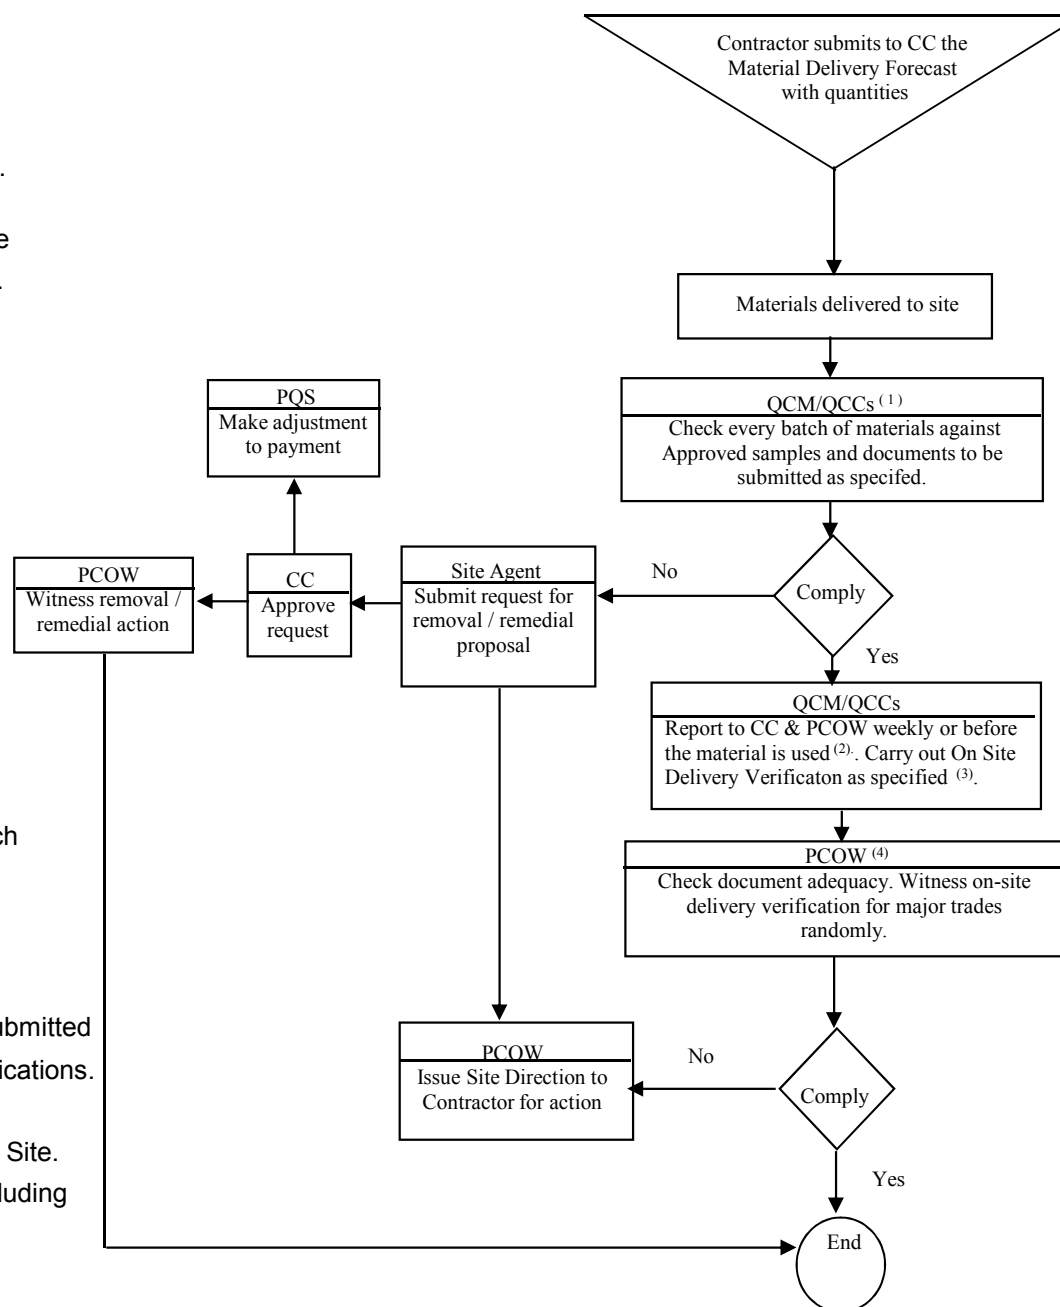 Contractor submits to CC the
Material Delivery Forecast
with quantities
.
e
.
Materials delivered to site
PQS
Make adjustment
to payment
QCM/QCCs (1)
Check every batch of materials against
Approved samples and documents to be
submitted as specifed.
PCOW
Witness removal /
remedial action
CC
Approve
request
Site Agent
Submit request for
removal / remedial
proposal
No
Comply
Yes
QCM/QCCs
Report to CC & PCOW weekly or before
the material is used (2). Carry out On Site
Delivery Verificaton as specified (3).
ch
PCOW (4)
Check document adequacy. Witness on-site
delivery verification for major trades
randomly.
ubmitted
ications.
PCOW
Issue Site Direction to
Contractor for action
No
Comply
Site.
luding
Yes
End